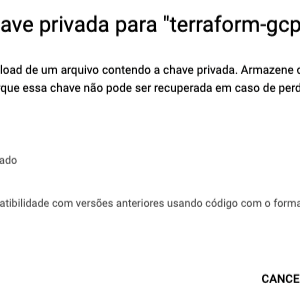 ave privada para "terraform-gcp
load de um arquivo contendo a chave privada. Armazene o
que essa chave não pode ser recuperada em caso de perd
ado
atibilidade com versões anteriores usando código com o forma
CANCE